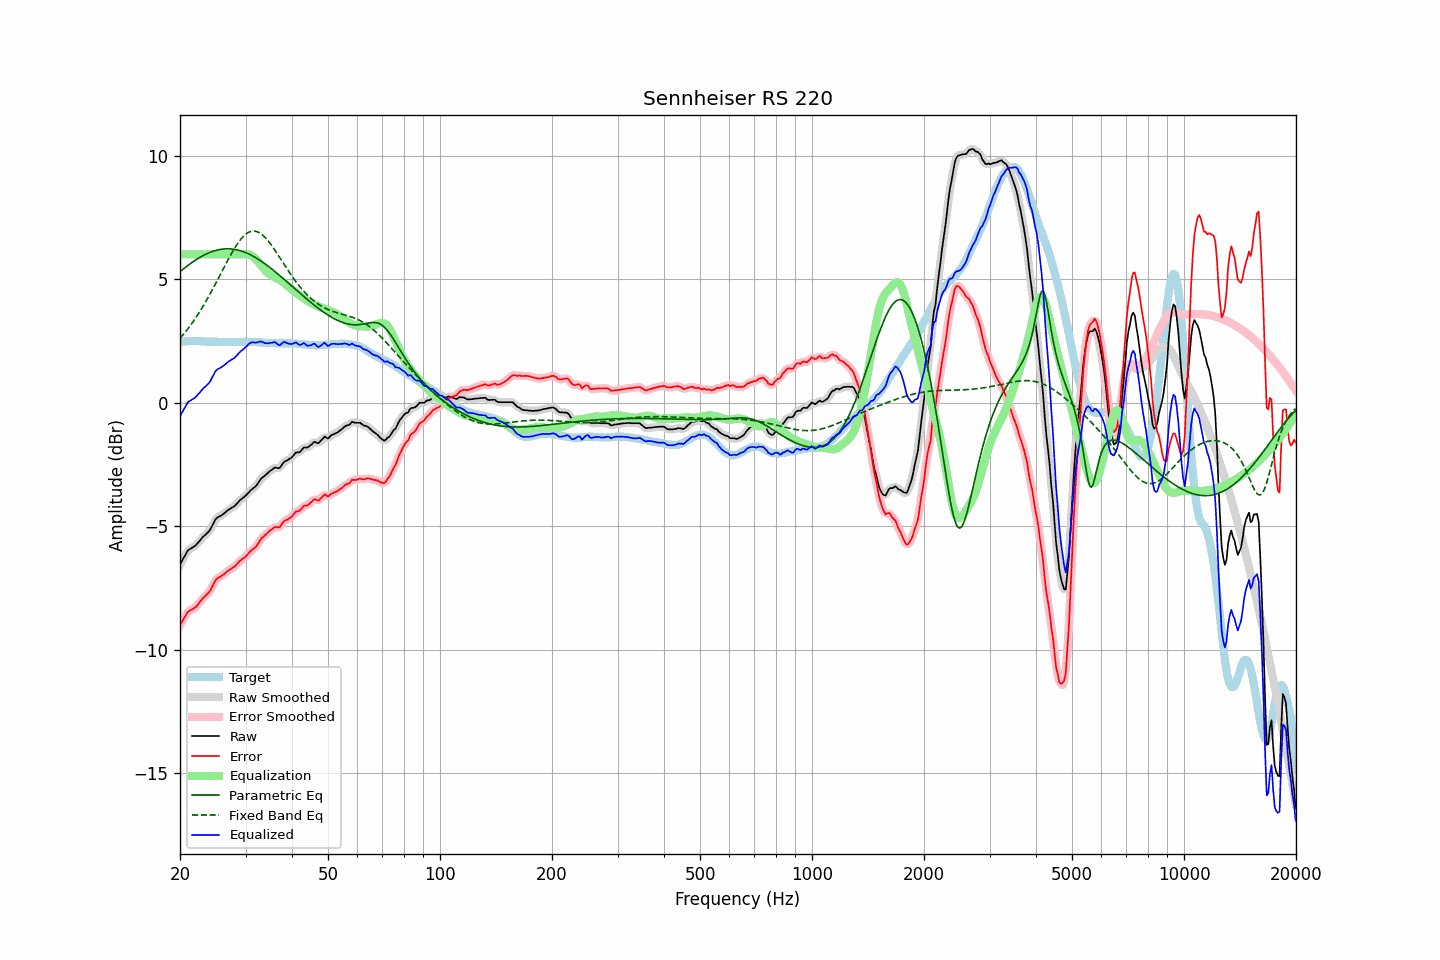 Sennheiser RS 220
Amplitude (dBr)
10
5
0
−5
−10
−15
Target
Raw Smoothed
Error Smoothed
Raw
Error
Equalization
Parametric Eq
Fixed Band Eq
Equalized
20 50 100 200 500 1000 2000 5000 10000 20000
Frequency (Hz)